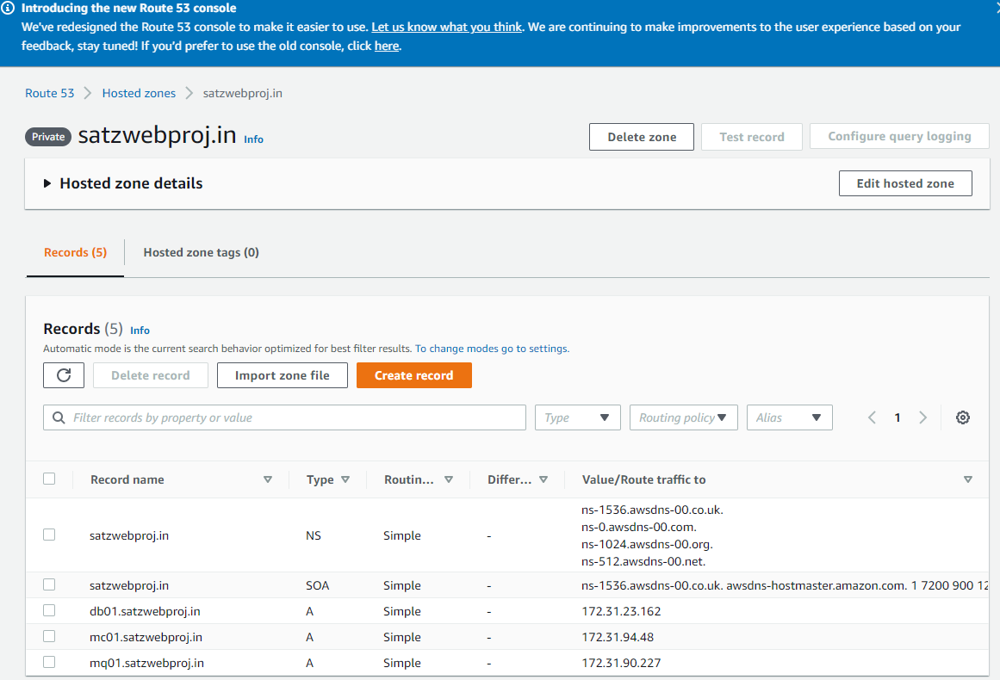 Introducing the new Route 53 console
We've redesigned the Route 53 console to make it easier to use. Let us know what you think. We are continuing to make improvements to the user experience based on your
feedback, stay tuned! If you'd prefer to use the old console, click here.
Route 53 Hosted zones satzwebproj.in
Private satzwebproj.in Info
Delete zone Test record Configure query logging
Hosted zone details Edit hosted zone
Records (5) Hosted zone tags (0)
Records (5) Info
Automatic mode is the current search behavior optimized for best filter results. To change modes go to settings.
Delete record Import zone file Create record
Filter records by property or value Type Routing policy Alias 1
Record name Type Routin... Differ... Value/Route traffic to
ns-1536.awsdns-00.co.uk.
ns-0.awsdns-00.com.
satzwebproj.in NS Simple -
ns-1024.awsdns-00.org.
ns-512.awsdns-00.net.
satzwebproj.in SOA Simple - ns-1536.awsdns-00.co.uk. awsdns-hostmaster.amazon.com. 1 7200 900 12
db01.satzwebproj.in A Simple - 172.31.23.162
mc01.satzwebproj.in A Simple - 172.31.94.48
mq01.satzwebproj.in A Simple - 172.31.90.227